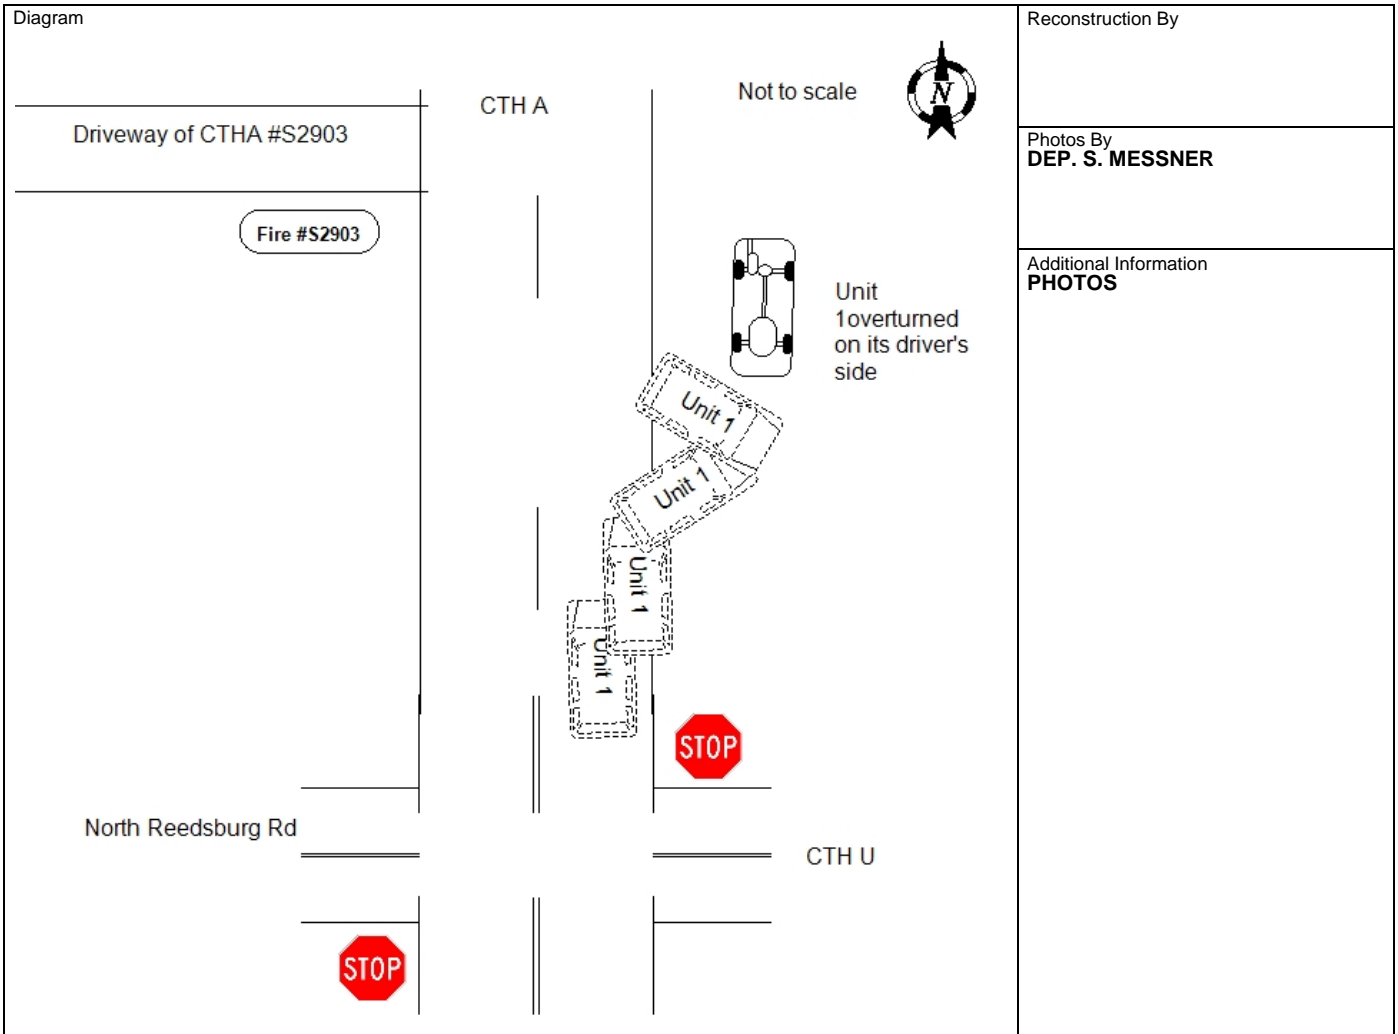 Diagram
CTH A
Not to scale
N
Driveway of CTHA #S2903
Fire #S2903
Unit
1overturned
on its driver's
side
Unit 1
Unit 1
Unit 1
Unit 1
STOP
North Reedsburg Rd
CTH U
STOP
Reconstruction By
Photos By
DEP. S. MESSNER
Additional Information
PHOTOS